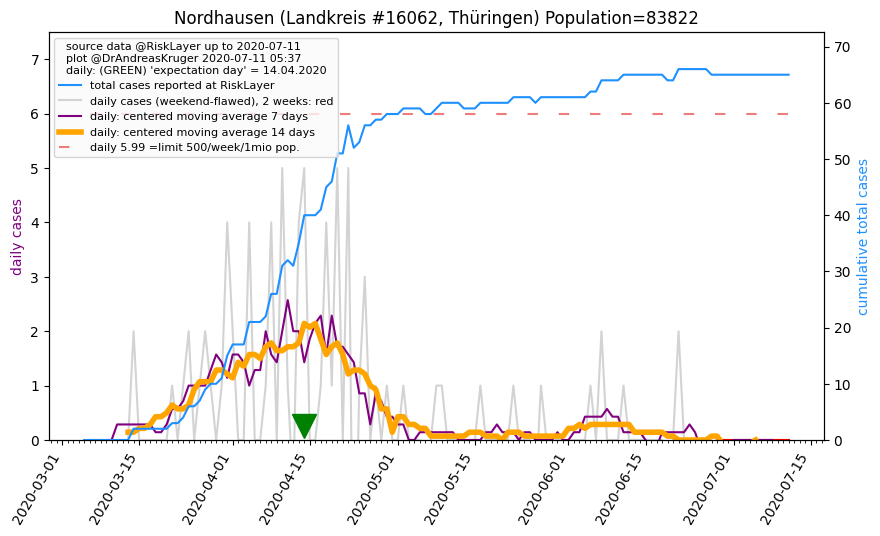 Nordhausen (Landkreis #16062, Thüringen) Population=83822
source data @RiskLayer up to 2020-07-11
plot @DrAndreasKruger 2020-07-11 05:37
daily: (GREEN) 'expectation day' = 14.04.2020
total cases reported at RiskLayer
daily cases (weekend-flawed), 2 weeks: red
daily: centered moving average 7 days
daily: centered moving average 14 days
daily 5.99 =limit 500/week/1mio pop.
daily cases
7
6
5
4
3
2
1
0
70
60
50
40
30
20
10
0
cumulative total cases
2020-03-01
2020-03-15
2020-04-01
2020-04-15
2020-05-01
2020-05-15
2020-06-01
2020-06-15
2020-07-01
2020-07-15